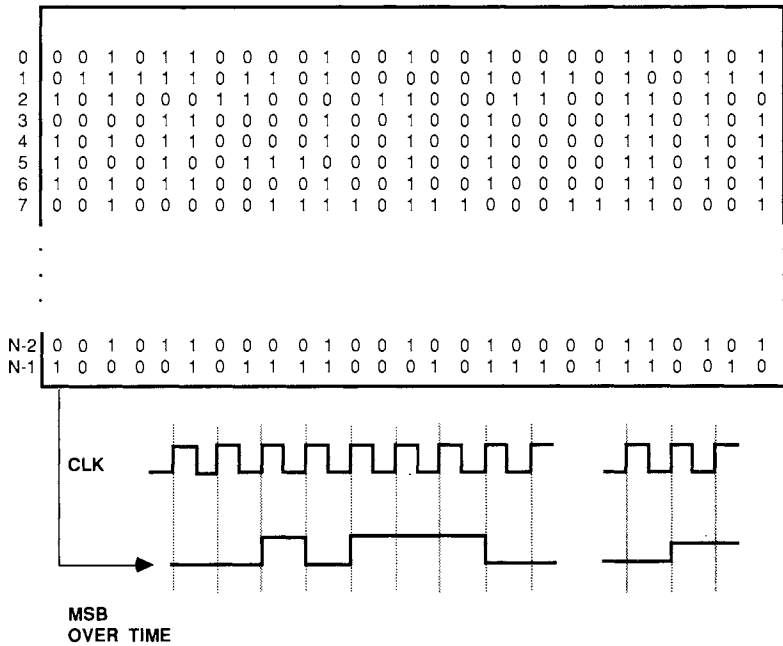 0 0 0 1 0 1 1 0 0 0 0 1 0 0 1 0 0 1 0 0 0 0 1 1 0 1 0 1
1 0 1 1 1 1 1 0 1 1 0 1 0 0 0 0 0 1 0 1 1 0 1 0 0 1 1 1
2 1 0 1 0 0 0 1 1 0 0 0 0 1 1 0 0 0 1 1 0 0 1 1 0 1 0 0
3 0 0 0 0 1 1 0 0 0 0 1 0 0 1 0 0 1 0 0 0 0 1 1 0 1 0 1
4 1 0 1 0 1 1 0 0 0 0 1 0 0 1 0 0 1 0 0 0 0 1 1 0 1 0 1
5 1 0 0 0 1 0 0 1 1 1 0 0 0 1 0 0 1 0 0 0 0 1 1 0 1 0 1
6 1 0 1 0 1 1 0 0 0 0 1 0 0 1 0 0 1 0 0 0 0 1 1 0 1 0 1
7 0 0 1 0 0 0 0 0 1 1 1 1 0 1 1 1 0 0 0 1 1 1 1 0 0 0 1
.
.
.
N-2 0 0 1 0 1 1 0 0 0 0 1 0 0 1 0 0 1 0 0 0 0 1 1 0 1 0 1
N-1 1 0 0 0 0 1 0 1 1 1 1 0 0 0 1 0 0 1 1 0 1 1 1 0 0 1 0
CLK
MSB
OVER TIME